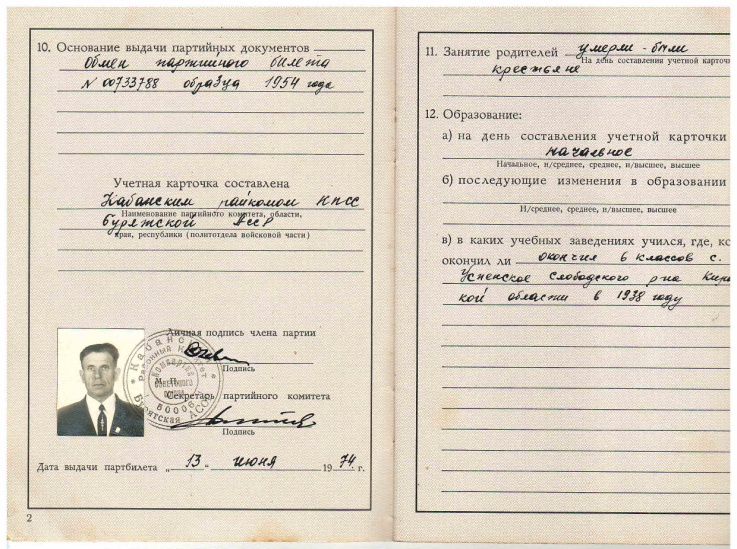 10. Основание выдачи партийных документов
Обмен партийного билета
N 00733788 образца 1954 года
Учетная карточка составлена
Кабанским райкомом КПСС
Наименование партийного комитета, области,
Бурятской АССР
края, республики (политотдела войсковой части)
Личная подпись члена партии
Подпись
М. П.
Секретарь партийного комитета
Подпись
Дата выдачи партбилета „13“ июня 1974 г.
2
11. Занятие родителей умерли - были
На день составления учетной карточ
крестьяне
12. Образование:
а) на день составления учетной карточки
начальное
Начальное, н/среднее, среднее, н/высшее, высшее
б) последующие изменения в образовании
Н/среднее, среднее, н/высшее, высшее
в) в каких учебных заведениях учился, где, ко
окончил ли окончил 6 классов с.
Успенское Слободского р-на Киро
кой области в 1938 году